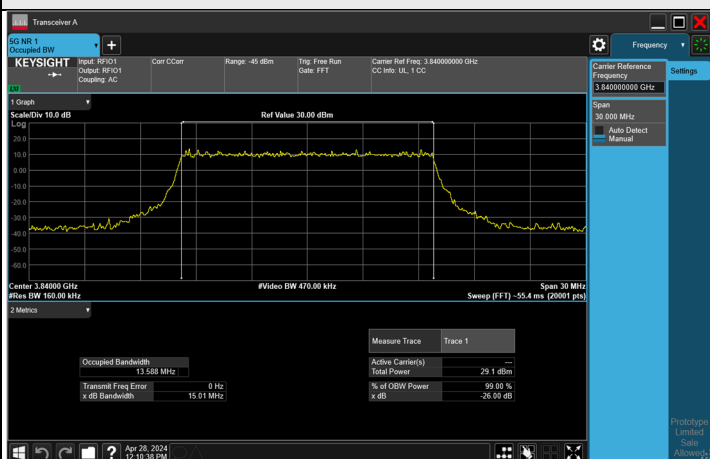 Transceiver A
5G NR 1
Occupied BW
Frequency
KEYSIGHT
Input: RFIO1
Output: RFIO1
Coupling: AC
Corr CCorr
Range: -45 dBm
Trig: Free Run
Gate: FFT
Carrier Ref Freq: 3.840000000 GHz
CC Info: UL, 1 CC
LXI
Carrier Reference
Frequency
3.840000000 GHz
Settings
Span
30.000 MHz
Auto Detect
Manual
1 Graph
Scale/Div 10.0 dB
Ref Value 30.00 dBm
Log
20.0
10.0
0.00
-10.0
-20.0
-30.0
-40.0
-50.0
-60.0
Center 3.84000 GHz
#Video BW 470.00 kHz
Span 30 MHz
#Res BW 160.00 kHz
Sweep (FFT) ~55.4 ms (20001 pts)
2 Metrics
Measure Trace
Trace 1
Occupied Bandwidth
13.588 MHz
Active Carrier(s)
---
Total Power
29.1 dBm
Transmit Freq Error
0 Hz
% of OBW Power
99.00 %
x dB Bandwidth
15.01 MHz
x dB
-26.00 dB
Prototype
Limited
Sale
Allowed
?
Apr 28, 2024
12:10:38 PM